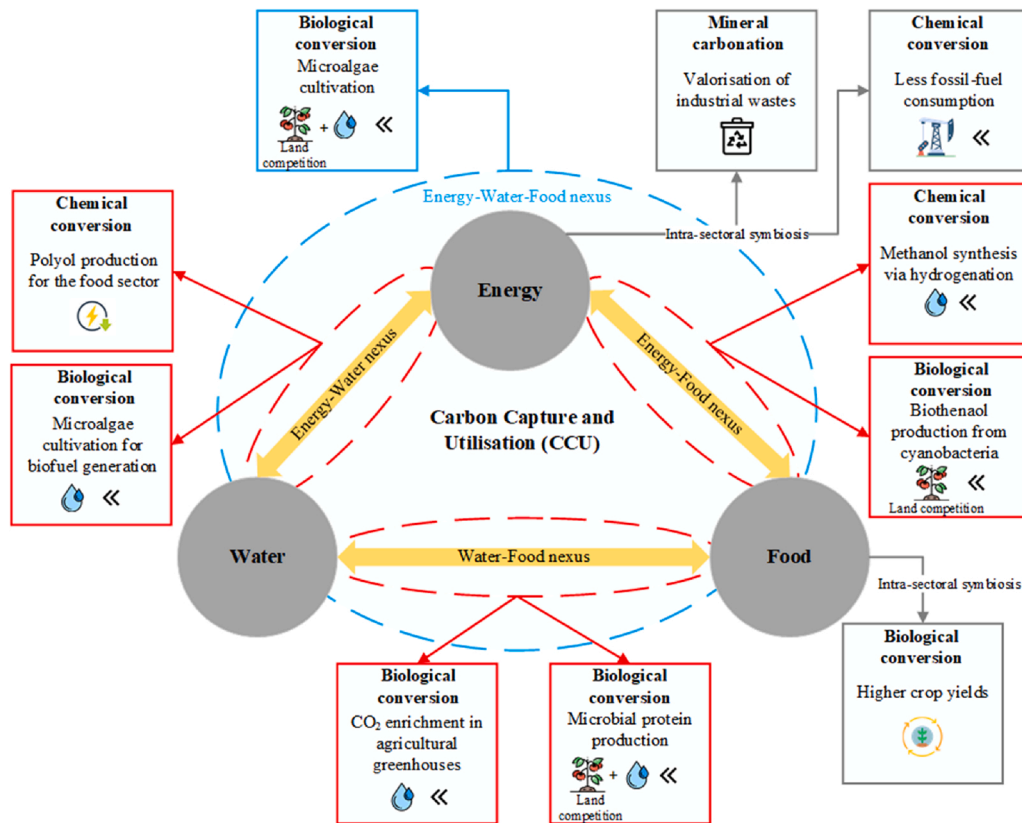 Biological
conversion
Microalgae
cultivation
+
«
Land
competition
Mineral
carbonation
Valorisation of
industrial wastes
Chemical
conversion
Less fossil-fuel
consumption
«
Energy-Water-Food nexus
Intra-sectoral symbiosis
Chemical
conversion
Polyol production
for the food sector
Chemical
conversion
Methanol synthesis
via hydrogenation
«
Energy
Energy-Water nexus
Energy-Food nexus
Biological
conversion
Microalgae
cultivation for
biofuel generation
«
Carbon Capture and
Utilisation (CCU)
Biological
conversion
Biothenaol
production from
cyanobacteria
«
Land competition
Water
Water-Food nexus
Food
Intra-sectoral symbiosis
Biological
conversion
CO₂ enrichment in
agricultural
greenhouses
«
Biological
conversion
Microbial protein
production
+
«
Land
competition
Biological
conversion
Higher crop yields